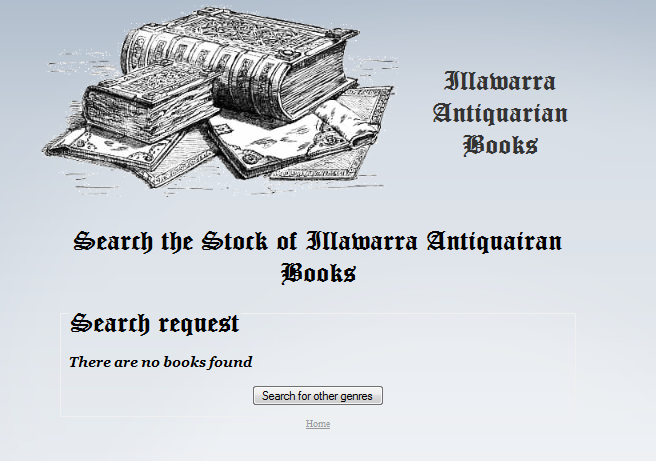 Illawarra
Antiquarian
Books
Search the Stock of Illawarra Antiquairan
Books
Search request
There are no books found
Search for other genres
Home